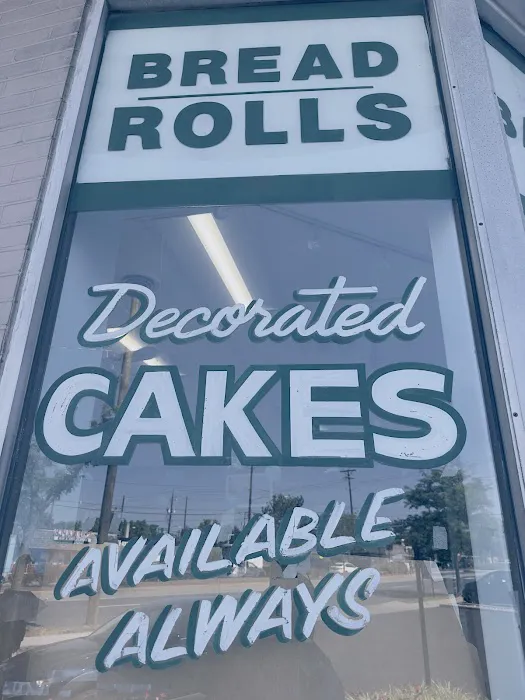 BREAD
ROLLS
Decorated
CAKES
AVAILABLE
ALWAYS